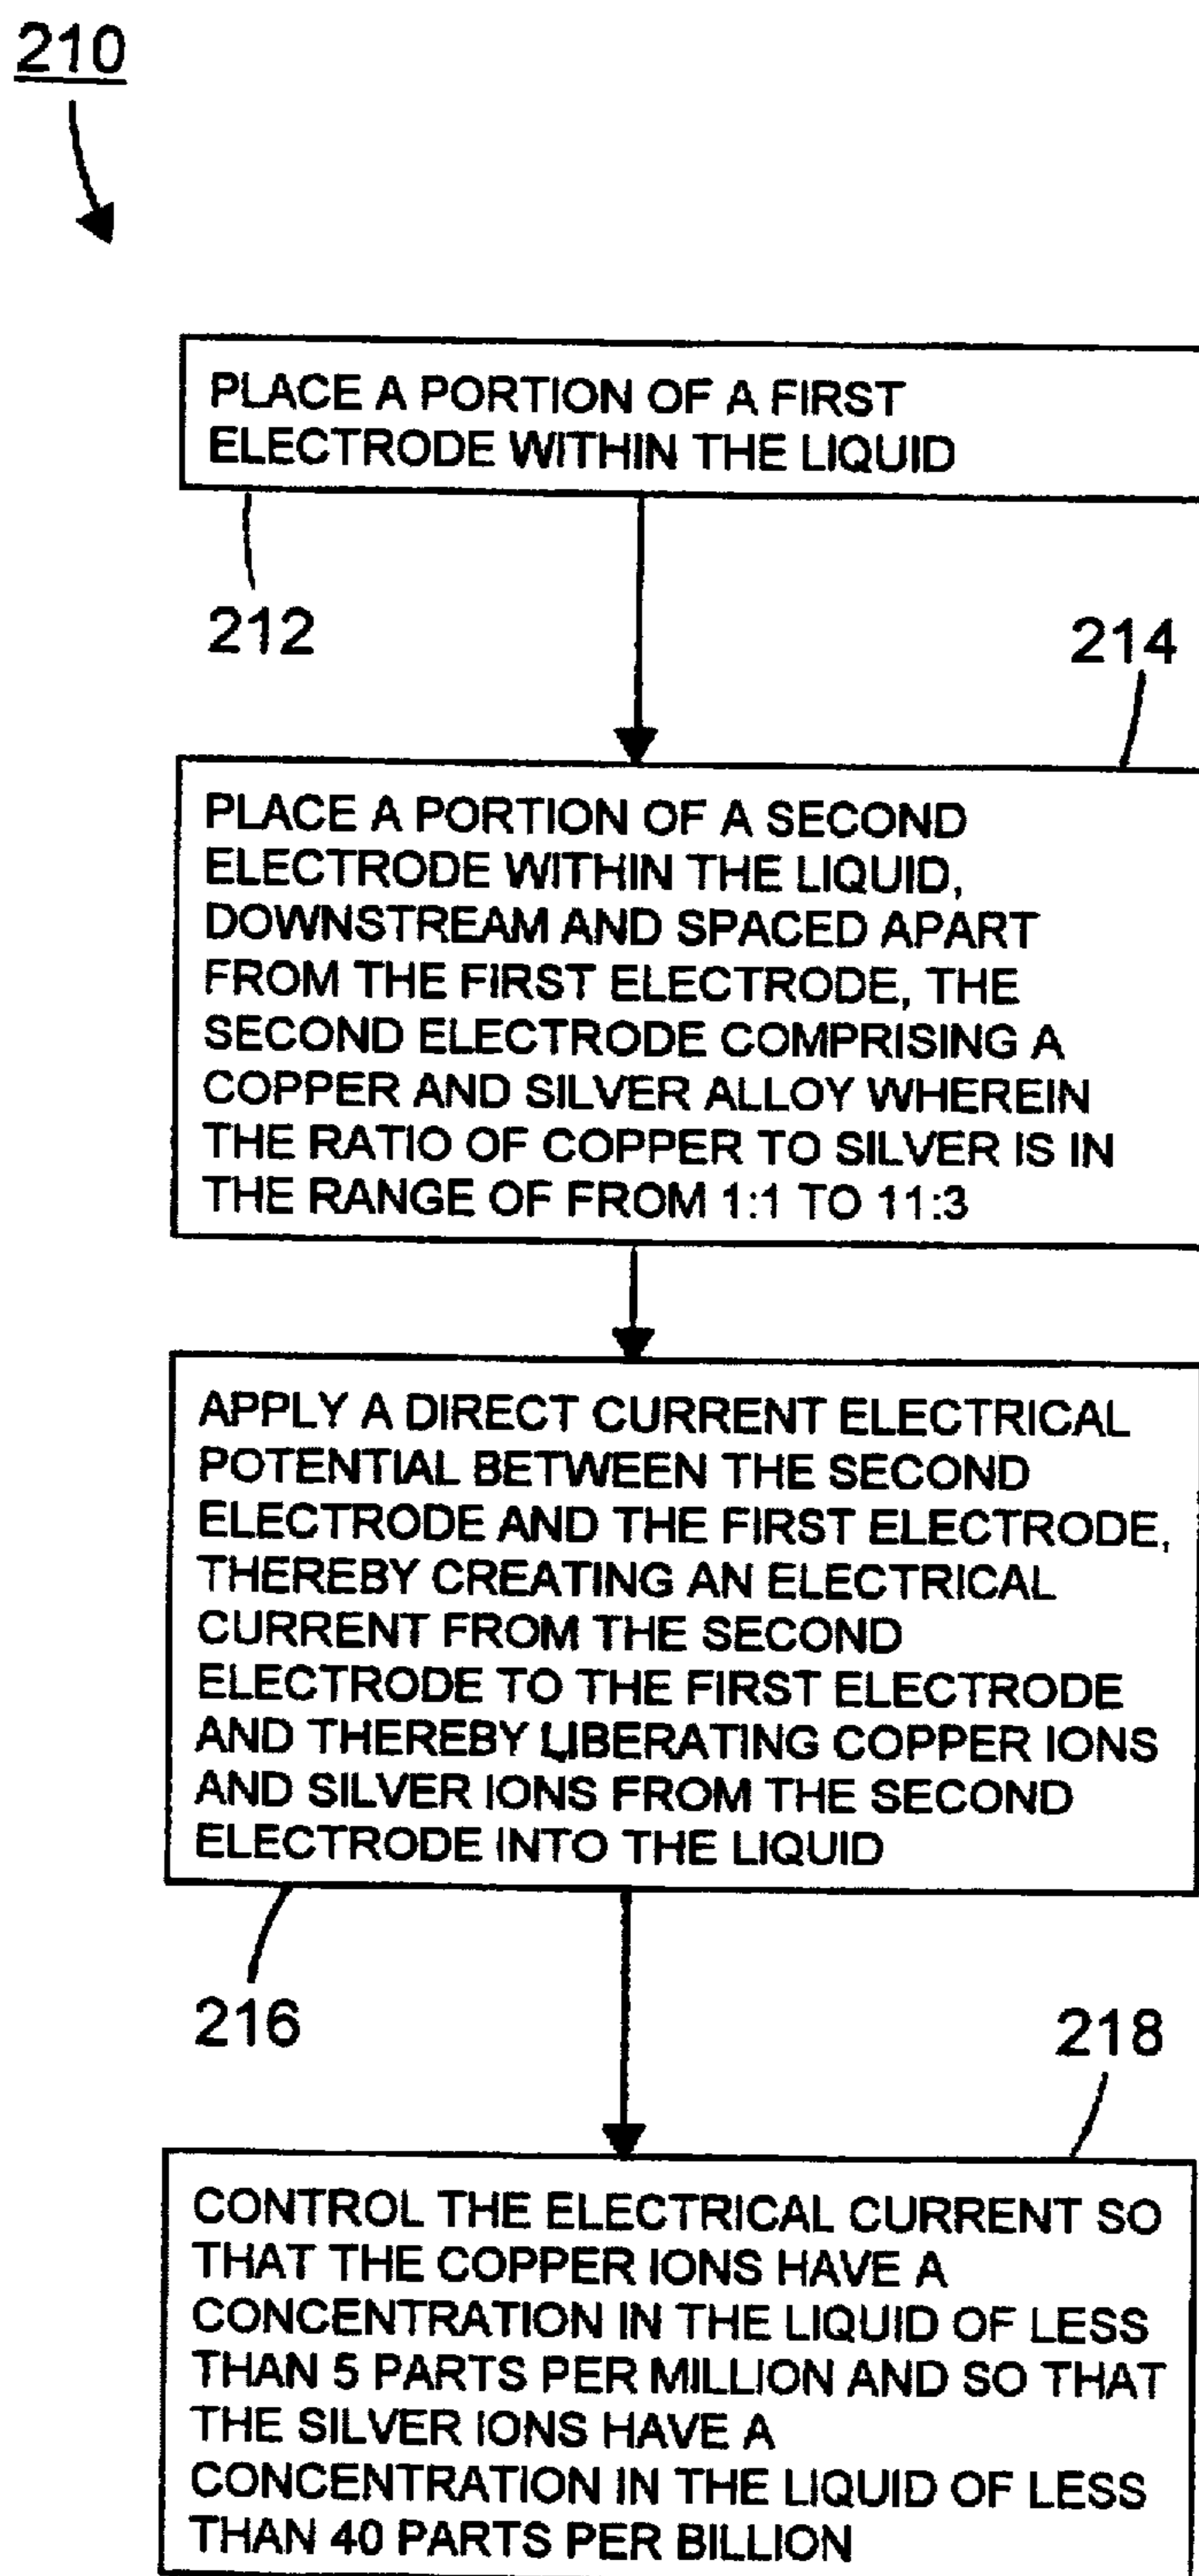 210
PLACE A PORTION OF A FIRST
ELECTRODE WITHIN THE LIQUID
212
214
PLACE A PORTION OF A SECOND
ELECTRODE WITHIN THE LIQUID,
DOWNSTREAM AND SPACED APART
FROM THE FIRST ELECTRODE, THE
SECOND ELECTRODE COMPRISING A
COPPER AND SILVER ALLOY WHEREIN
THE RATIO OF COPPER TO SILVER IS IN
THE RANGE OF FROM 1:1 TO 11:3
APPLY A DIRECT CURRENT ELECTRICAL
POTENTIAL BETWEEN THE SECOND
ELECTRODE AND THE FIRST ELECTRODE,
THEREBY CREATING AN ELECTRICAL
CURRENT FROM THE SECOND
ELECTRODE TO THE FIRST ELECTRODE
AND THEREBY LIBERATING COPPER IONS
AND SILVER IONS FROM THE SECOND
ELECTRODE INTO THE LIQUID
216
218
CONTROL THE ELECTRICAL CURRENT SO
THAT THE COPPER IONS HAVE A
CONCENTRATION IN THE LIQUID OF LESS
THAN 5 PARTS PER MILLION AND SO THAT
THE SILVER IONS HAVE A
CONCENTRATION IN THE LIQUID OF LESS
THAN 40 PARTS PER BILLION